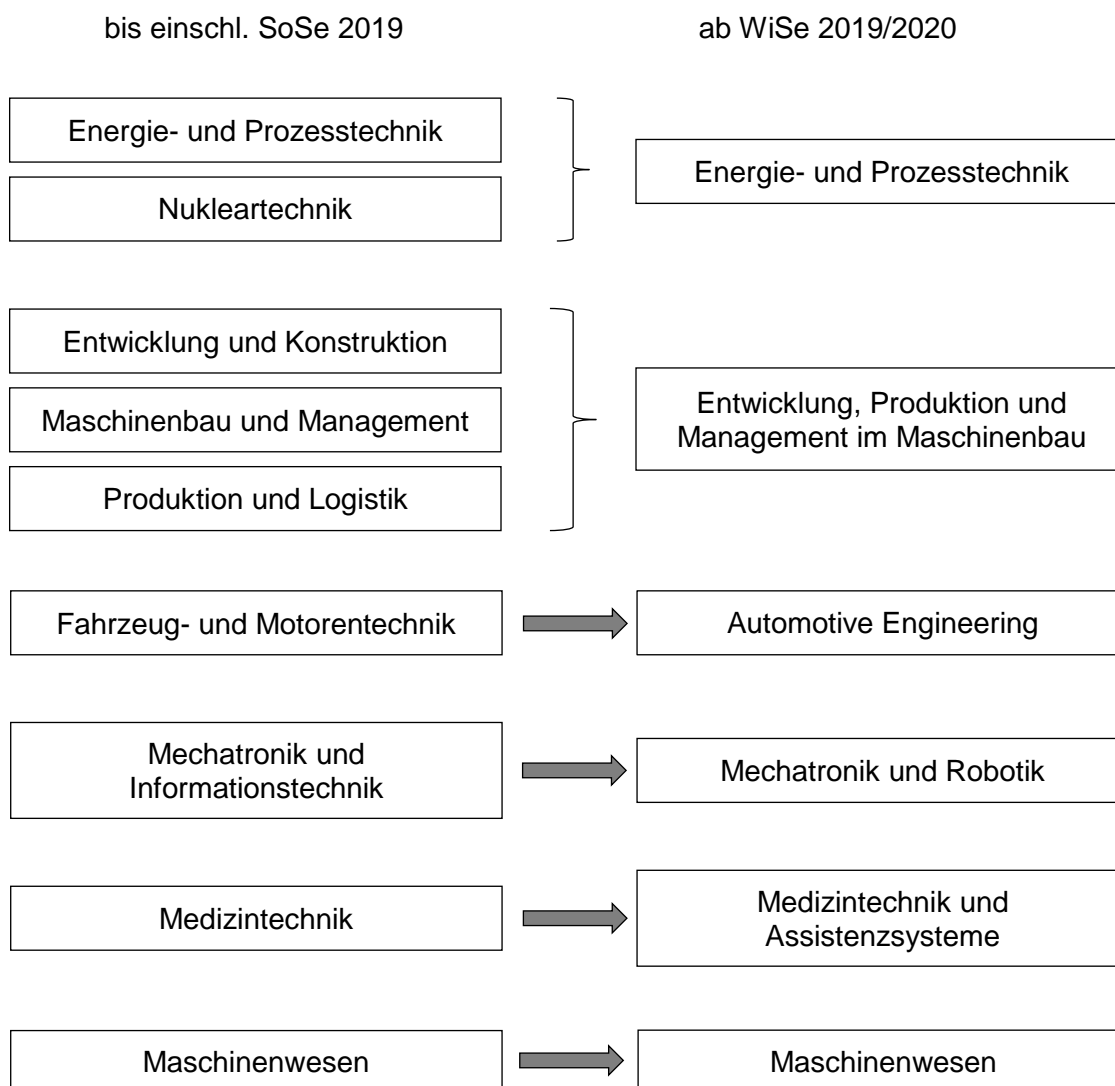 bis einschl. SoSe 2019
ab WiSe 2019/2020
Energie- und Prozesstechnik
Nukleartechnik
Energie- und Prozesstechnik
Entwicklung und Konstruktion
Maschinenbau und Management
Produktion und Logistik
Entwicklung, Produktion und
Management im Maschinenbau
Fahrzeug- und Motorentechnik
Automotive Engineering
Mechatronik und
Informationstechnik
Mechatronik und Robotik
Medizintechnik
Medizintechnik und
Assistenzsysteme
Maschinenwesen
Maschinenwesen